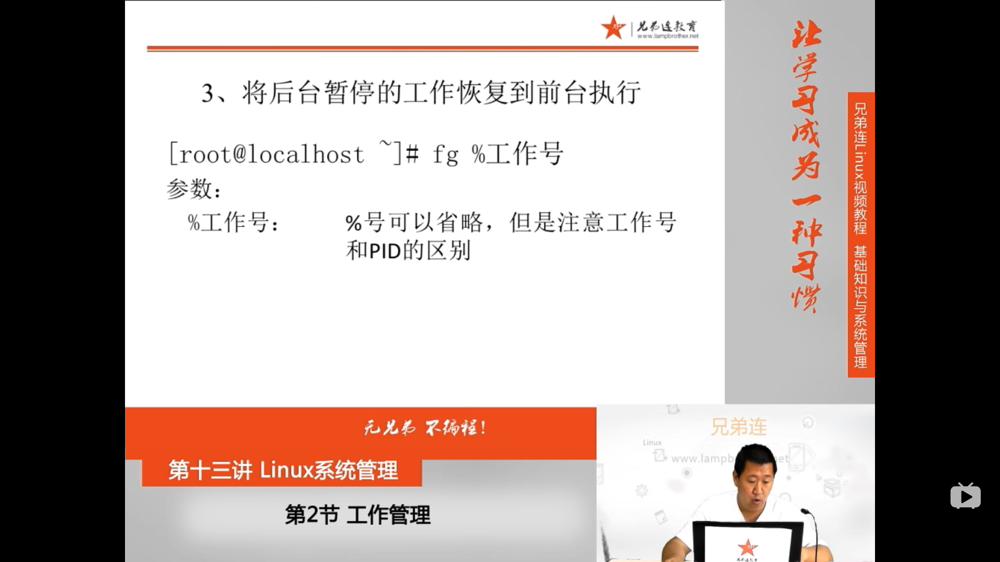 兄弟连教育
www.lampbrother.net
3、将后台暂停的工作恢复到前台执行
[root@localhost ~]# fg %工作号
参数：
%工作号： %号可以省略，但是注意工作号
和PID的区别
让学习成为一种习惯
兄弟连Linux视频教程 基础知识与系统管理
无兄弟 不编程！
第十三讲 Linux系统管理
第2节 工作管理
兄弟连
Linux
www.lampb
et
兄弟连教育